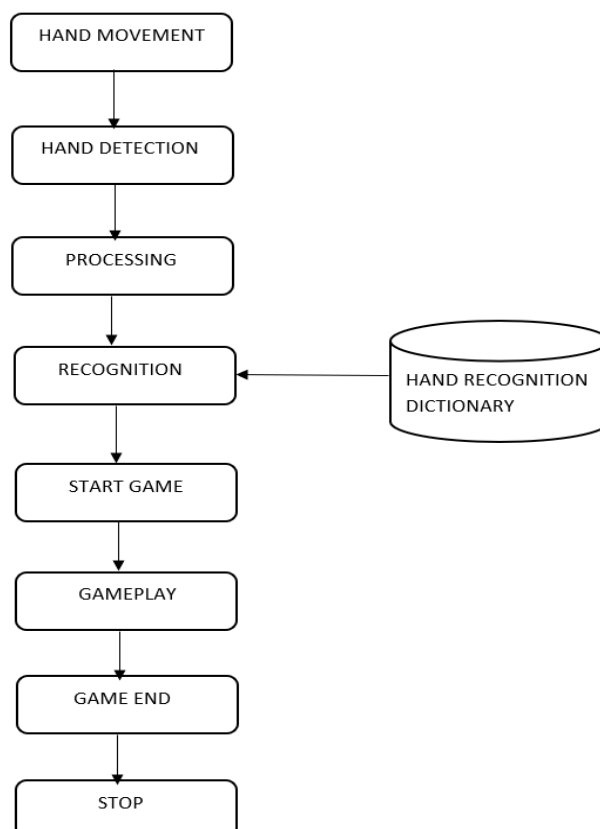 HAND MOVEMENT
HAND DETECTION
PROCESSING
RECOGNITION
HAND RECOGNITION
DICTIONARY
START GAME
GAMEPLAY
GAME END
STOP